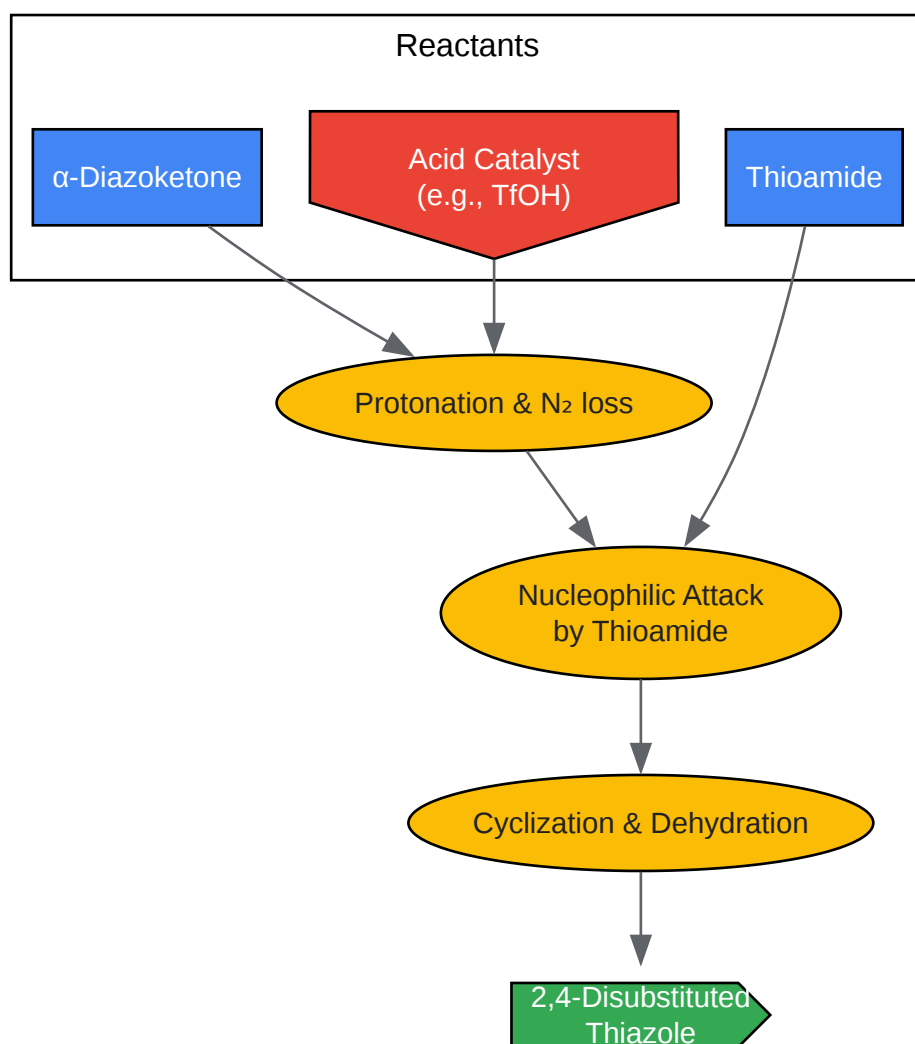 Reactants
α-Diazoketone
Acid Catalyst
(e.g., TfOH)
Thioamide
Protonation & N₂ loss
Nucleophilic Attack
by Thioamide
Cyclization & Dehydration
2,4-Disubstituted
Thiazole